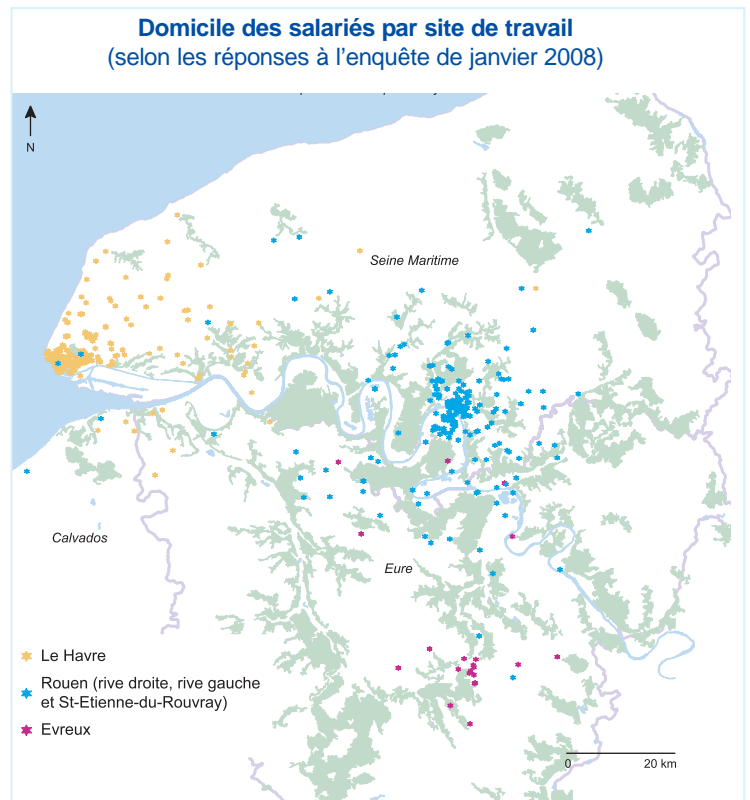 Domicile des salariés par site de travail
(selon les réponses à l'enquête de janvier 2008)
N
Seine Maritime
Calvados
Eure
Le Havre
Rouen (rive droite, rive gauche
et St-Etienne-du-Rouvray)
Evreux
0 20 km